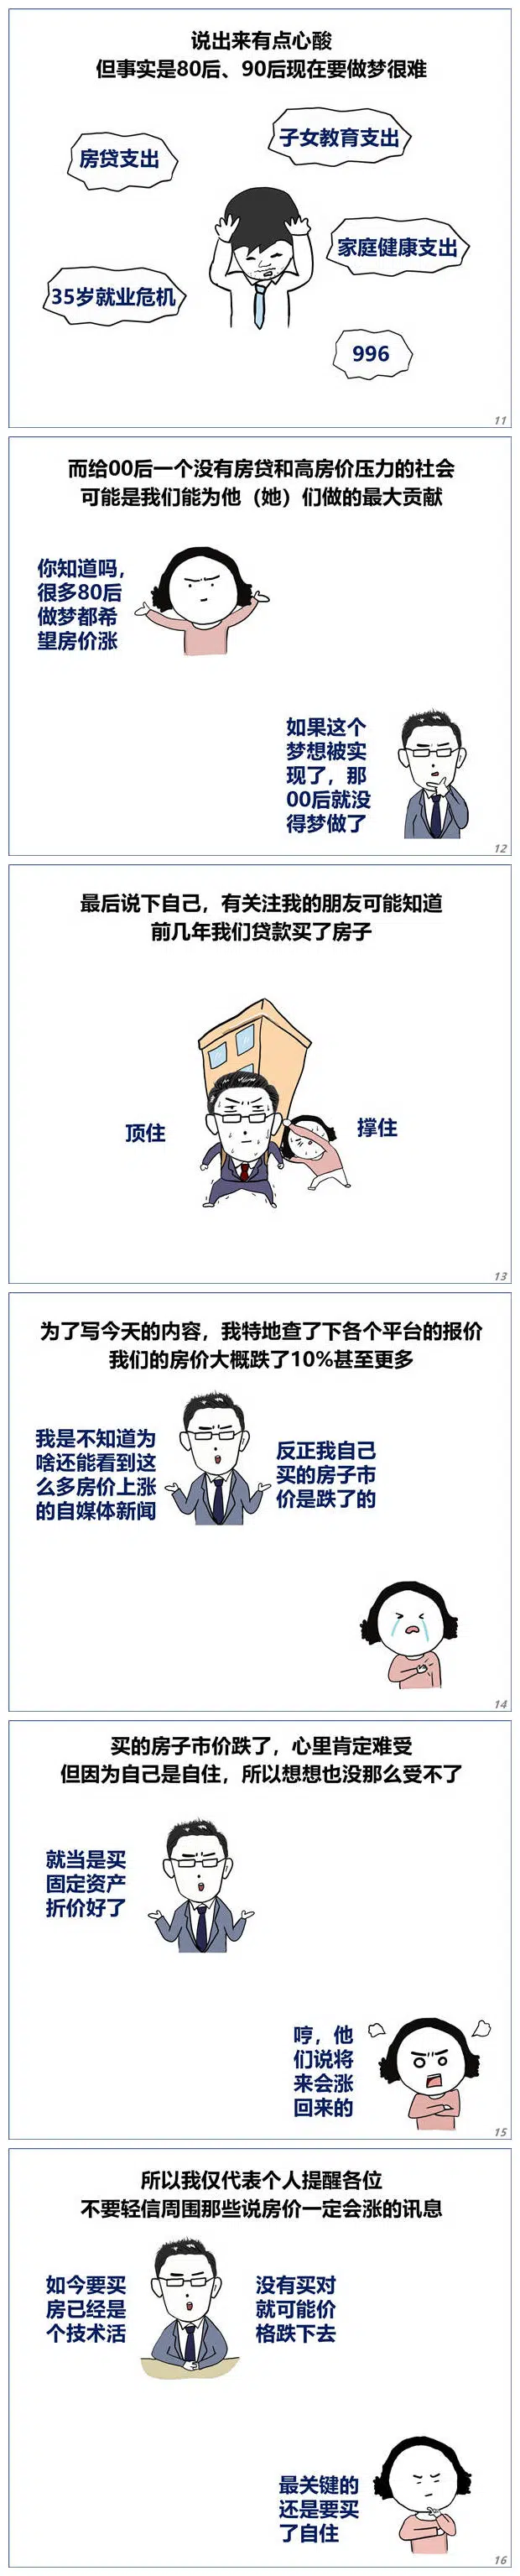 说出来有点心酸
但事实是80后、90后现在要做梦很难
子女教育支出
房贷支出
家庭健康支出
35岁就业危机
996
11
而给00后一个没有房贷和高房价压力的社会
可能是我们能为他（她）们做的最大贡献
你知道吗，
很多80后
做梦都希
望房价涨
如果这个
梦想被实
现了，那
00后就没
得梦做了
12
最后说下自己，有关注我的朋友可能知道
前几年我们贷款买了房子
顶住
撑住
13
为了写今天的内容，我特地查了下各个平台的报价
我们的房价大概跌了10%甚至更多
我是不知道为
啥还能看到这
么多房价上涨
的自媒体新闻
反正我自己
买的房子市
价是跌了的
14
买的房子市价跌了，心里肯定难受
但因为自己是自住，所以想想也没那么受不了
就当是买
固定资产
折价好了
哼，他
们说将
来会涨
回来的
15
所以我仅代表个人提醒各位
不要轻信周围那些说房价一定会涨的讯息
如今要买
房已经是
个技术活
没有买对
就可能价
格跌下去
最关键的
还是要买
了自住
16